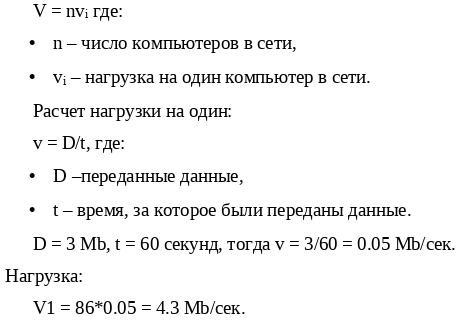 V = nvᵢ где:
• n – число компьютеров в сети,
• vᵢ – нагрузка на один компьютер в сети.
Расчет нагрузки на один:
v = D/t, где:
• D –переданные данные,
• t – время, за которое были переданы данные.
D = 3 Mb, t = 60 секунд, тогда v = 3/60 = 0.05 Mb/сек.
Нагрузка:
V1 = 86*0.05 = 4.3 Mb/сек.